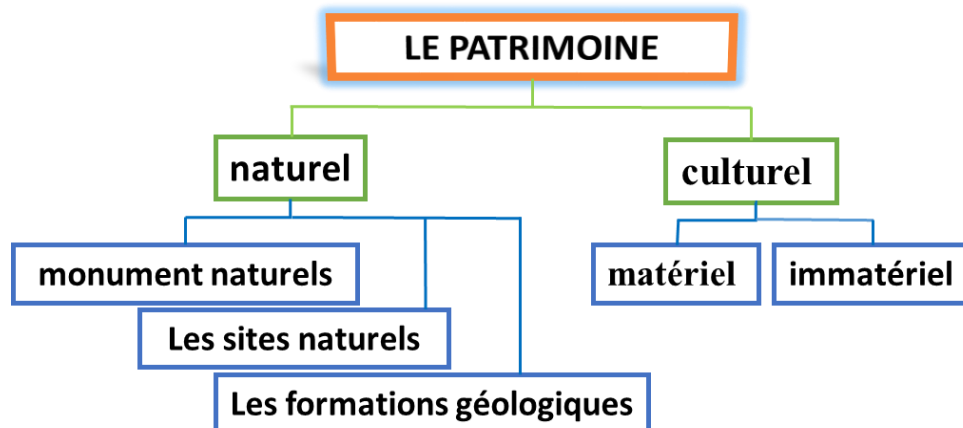 LE PATRIMOINE
naturel
culturel
monument naturels
Les sites naturels
Les formations géologiques
matériel
immatériel